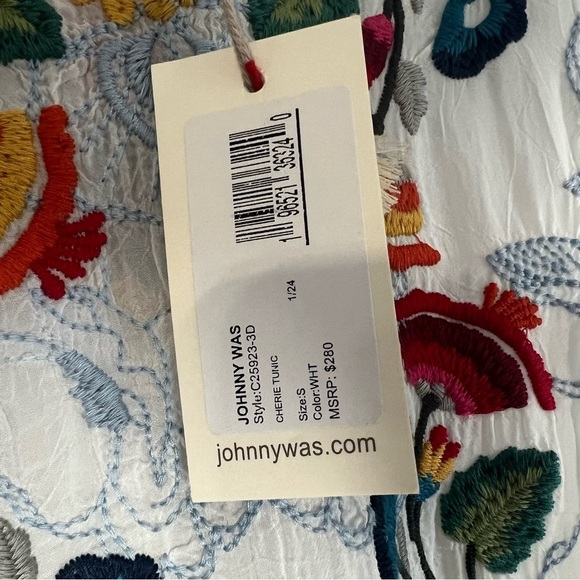 1 96521 36324 0
JOHNNY WAS
Style:C25923-3D
CHERIE TUNIC 1/24
Size:S
Color:WHT
MSRP: $280
johnnywas.com